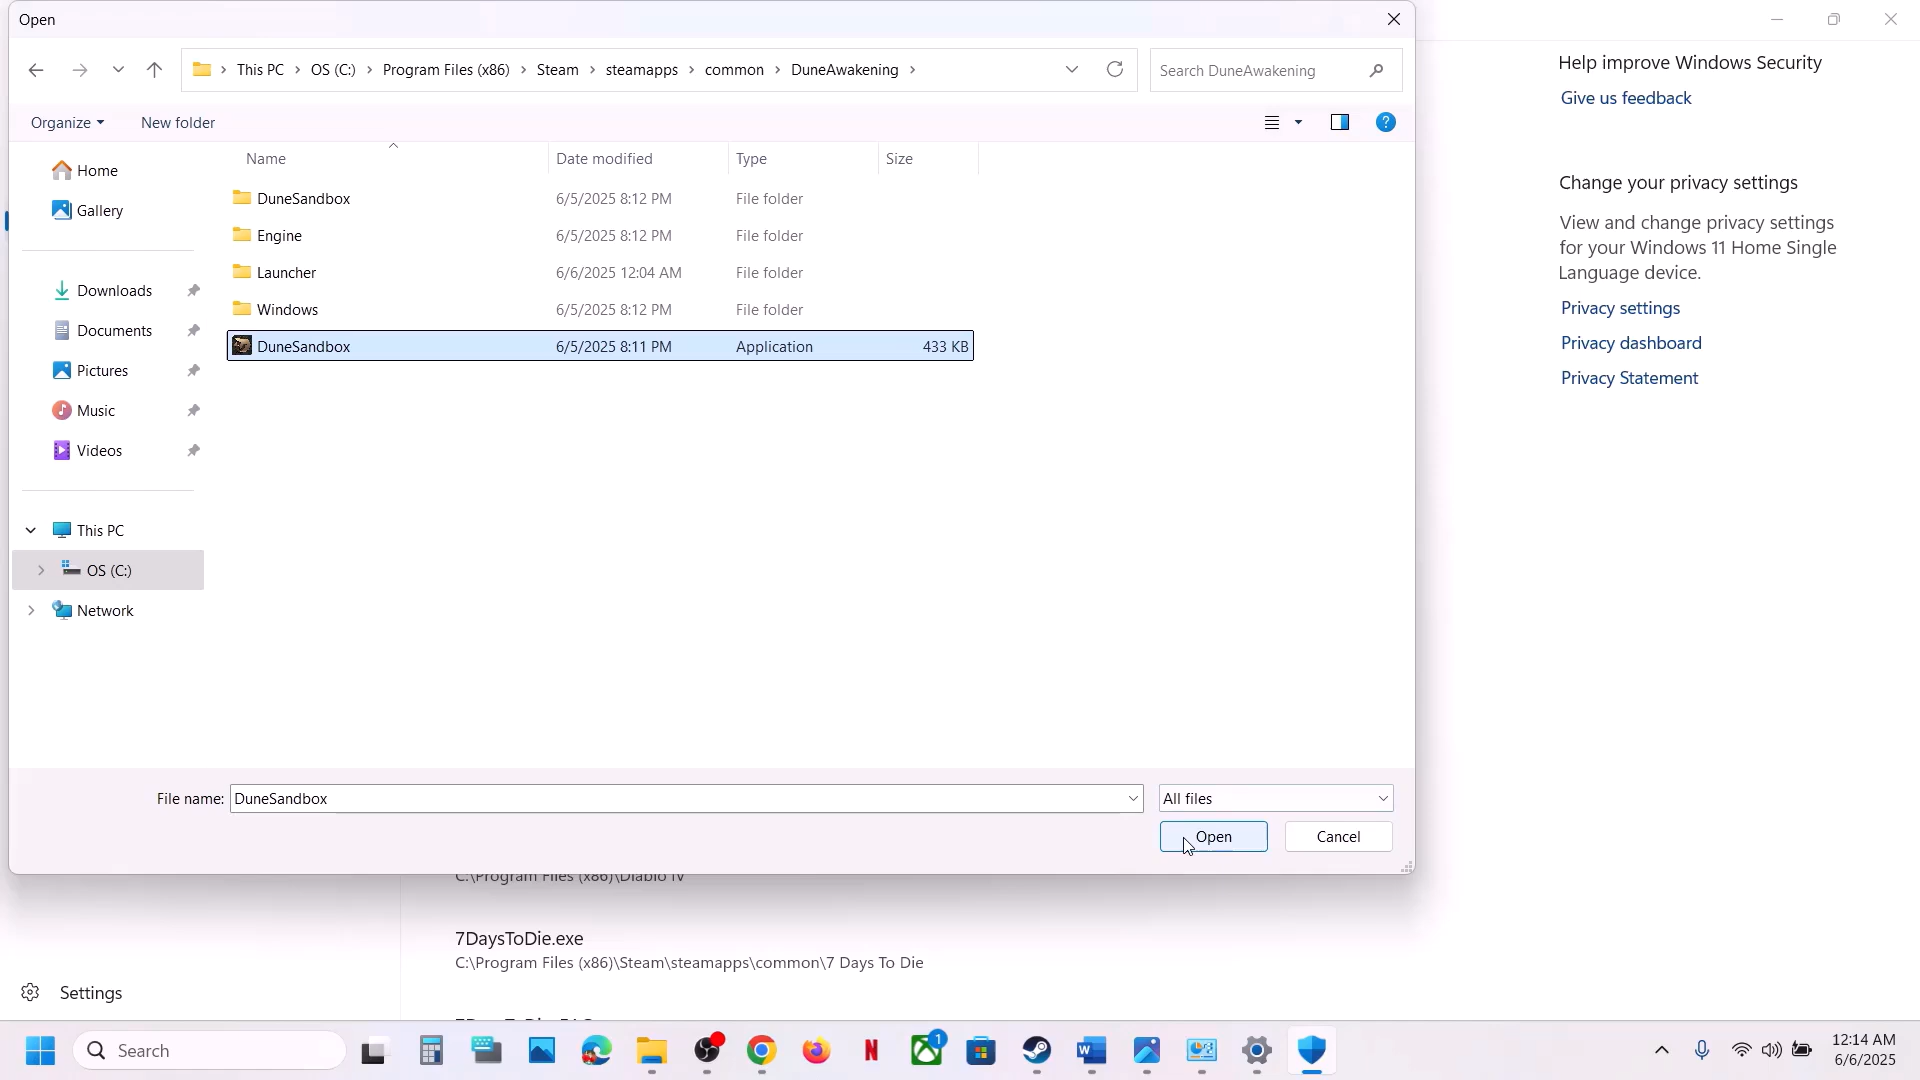 Open
This PC > OS (C:) > Program Files (x86) > Steam > steamapps > common > DuneAwakening >
Search DuneAwakening
Organize
New folder
Name
Date modified
Type
Size
Home
Gallery
Downloads
Documents
Pictures
Music
Videos
This PC
OS (C:)
Network
DuneSandbox 6/5/2025 8:12 PM File folder
Engine 6/5/2025 8:12 PM File folder
Launcher 6/6/2025 12:04 AM File folder
Windows 6/5/2025 8:12 PM File folder
DuneSandbox 6/5/2025 8:11 PM Application 433 KB
File name: DuneSandbox
All files
Open
Cancel
Help improve Windows Security
Give us feedback
Change your privacy settings
View and change privacy settings
for your Windows 11 Home Single
Language device.
Privacy settings
Privacy dashboard
Privacy Statement
C:\Program Files (x86)\Diablo IV
7DaysToDie.exe
C:\Program Files (x86)\Steam\steamapps\common\7 Days To Die
Settings
Search
1
12:14 AM
6/6/2025